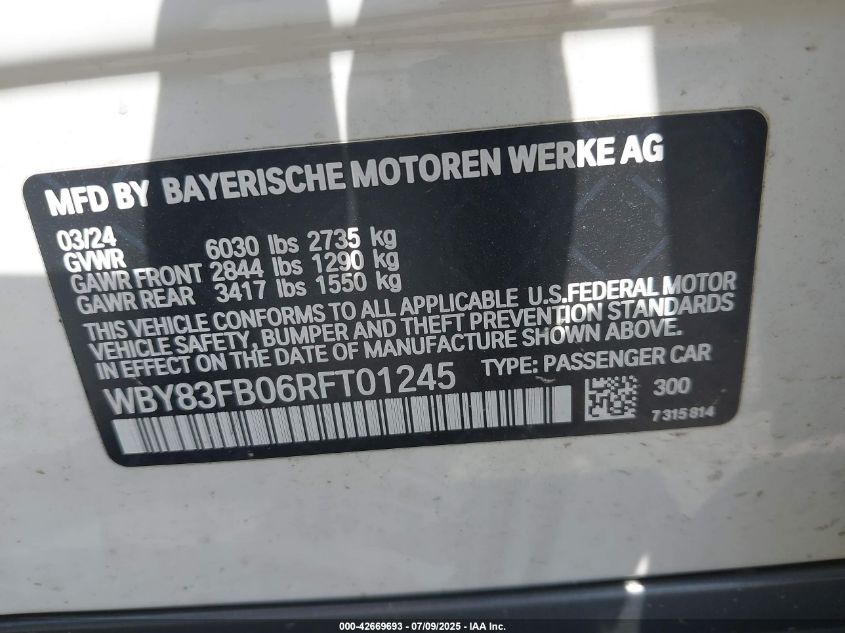 MFD BY BAYERISCHE MOTOREN WERKE AG
03/24
GVWR 6030 lbs 2735 kg
GAWR FRONT 2844 lbs 1290 kg
GAWR REAR 3417 lbs 1550 kg
THIS VEHICLE CONFORMS TO ALL APPLICABLE U.S.FEDERAL MOTOR
VEHICLE SAFETY, BUMPER AND THEFT PREVENTION STANDARDS
IN EFFECT ON THE DATE OF MANUFACTURE SHOWN ABOVE.
WBY83FB06RFT01245 TYPE: PASSENGER CAR
300
7315814
000-42669693 - 07/09/2025 - IAA Inc.